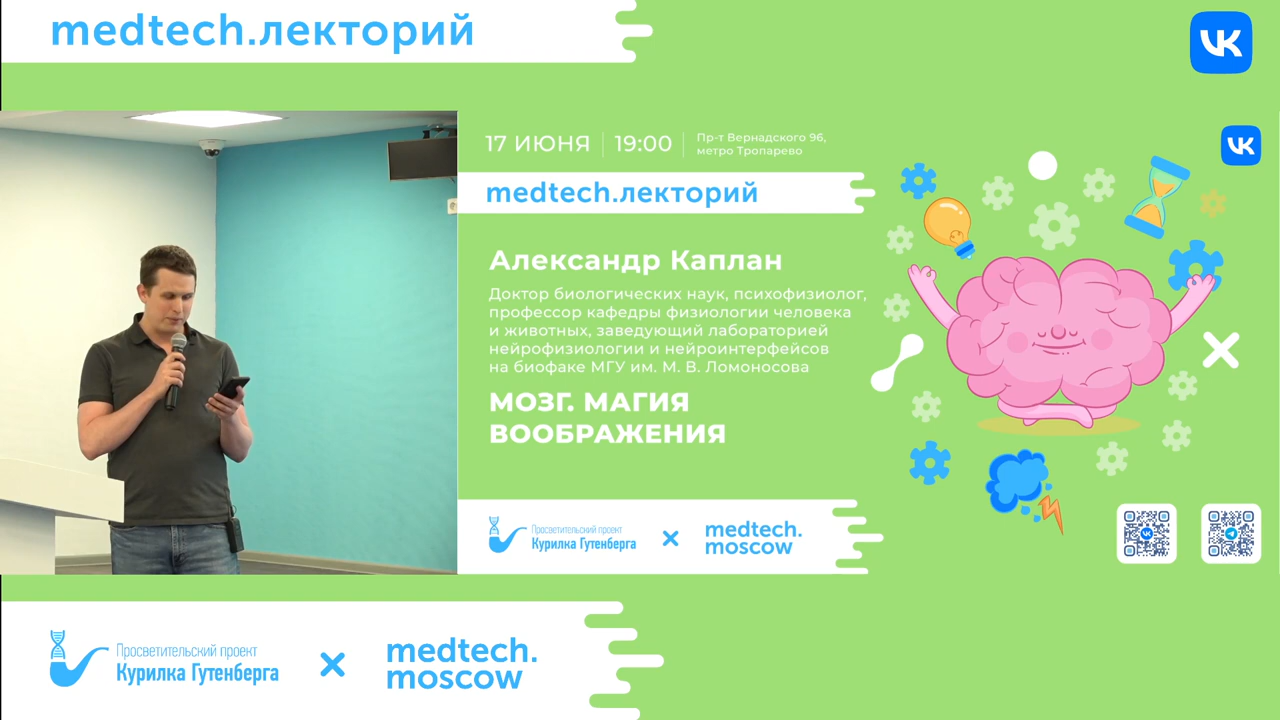 medtech.лекторий
VK
17 ИЮНЯ
19:00
Пр-т Вернадского 96,
метро Тропарево
VK
medtech.лекторий
Александр Каплан
Доктор биологических наук, психофизиолог,
профессор кафедры физиологии человека
и животных, заведующий лабораторией
нейрофизиологии и нейроинтерфейсов
на биофаке МГУ им. М. В. Ломоносова
МОЗГ. МАГИЯ
ВООБРАЖЕНИЯ
Просветительский проект
Курилка Гутенберга
medtech.
moscow
Просветительский проект
Курилка Гутенберга
medtech.
moscow